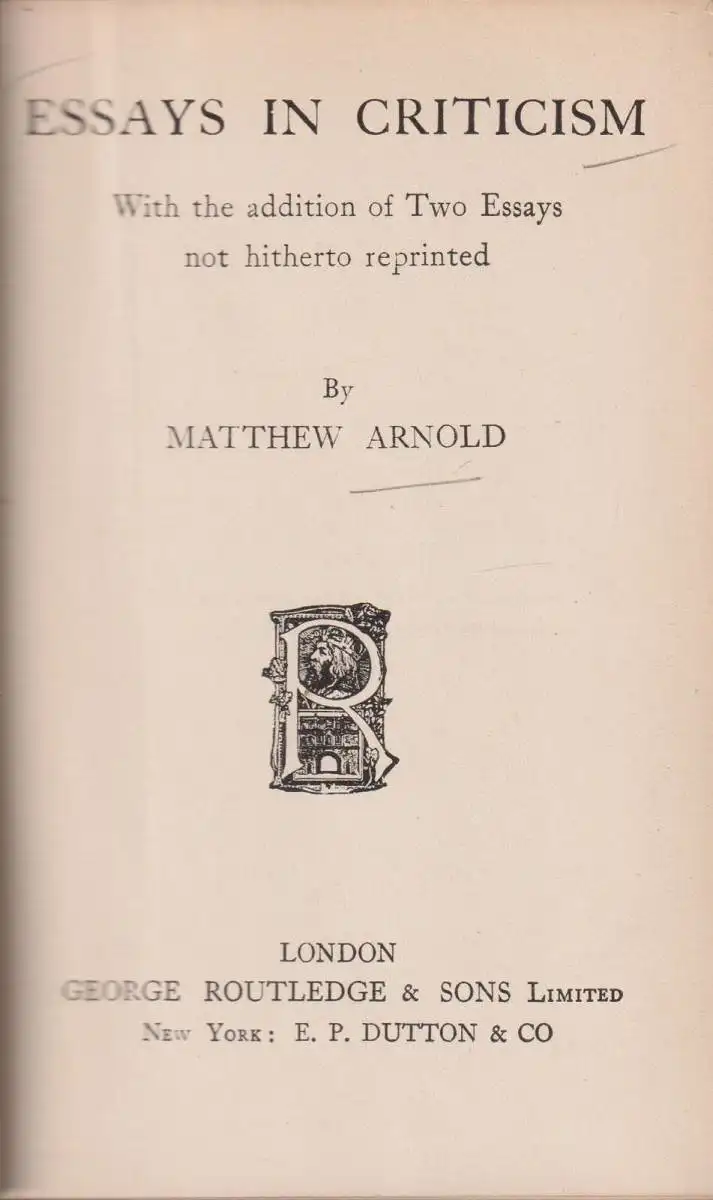 ESSAYS IN CRITICISM
With the addition of Two Essays
not hitherto reprinted
By
MATTHEW ARNOLD
R
LONDON
GEORGE ROUTLEDGE & SONS LIMITED
NEW YORK: E. P. DUTTON & CO